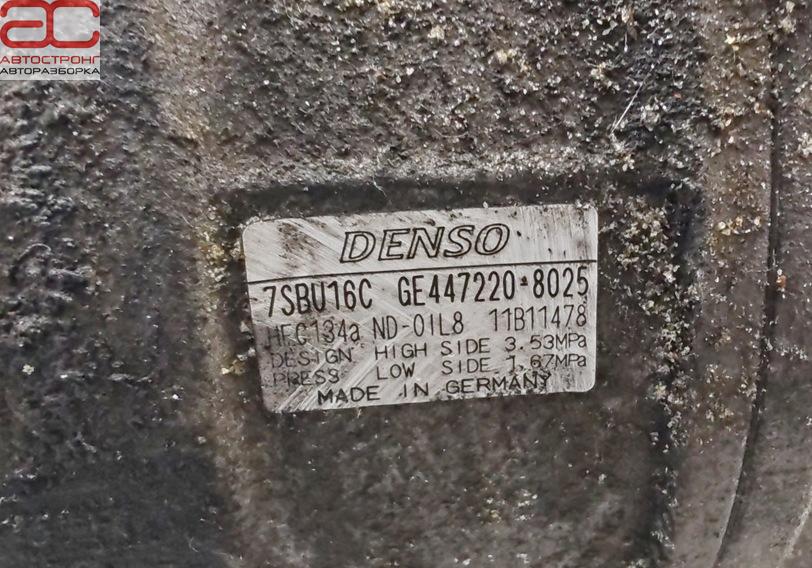 AC
АВТОСТРОНГ
АВТОРАЗБОРКА
DENSO
7SBU16C GE447220-8025
HFC134a ND-OIL8 11B11478
DESIGN HIGH SIDE 3.53MPa
PRESS LOW SIDE 1.67MPa
MADE IN GERMANY